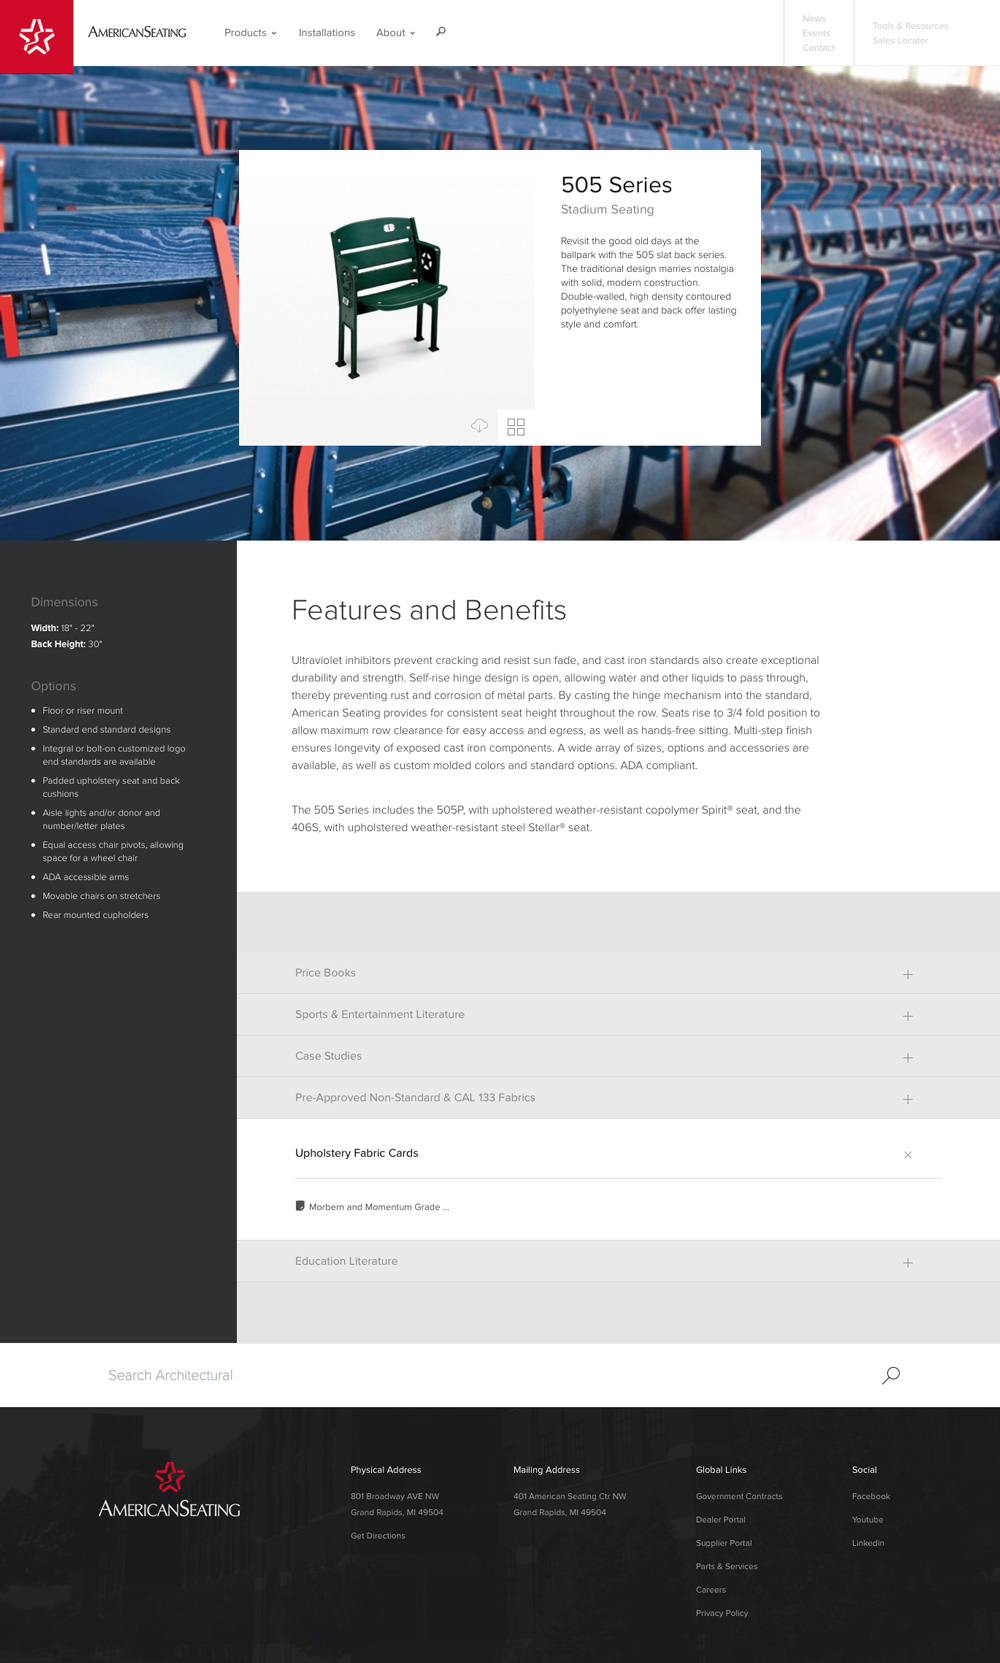 AMERICANSEATING
Products
Installations
About
News
Events
Contact
Tools & Resources
Sales Locator
2
3
1
1
505 Series
Stadium Seating
Revisit the good old days at the
ballpark with the 505 slat back series.
The traditional design marries nostalgia
with solid, modern construction.
Double-walled, high density contoured
polyethylene seat and back offer lasting
style and comfort.
Dimensions
Width: 18" - 22"
Back Height: 30"
Options
Floor or riser mount
Standard end standard designs
Integral or bolt-on customized logo
end standards are available
Padded upholstery seat and back
cushions
Aisle lights and/or donor and
number/letter plates
Equal access chair pivots, allowing
space for a wheel chair
ADA accessible arms
Movable chairs on stretchers
Rear mounted cupholders
Features and Benefits
Ultraviolet inhibitors prevent cracking and resist sun fade, and cast iron standards also create exceptional
durability and strength. Self-rise hinge design is open, allowing water and other liquids to pass through,
thereby preventing rust and corrosion of metal parts. By casting the hinge mechanism into the standard,
American Seating provides for consistent seat height throughout the row. Seats rise to 3/4 fold position to
allow maximum row clearance for easy access and egress, as well as hands-free sitting. Multi-step finish
ensures longevity of exposed cast iron components. A wide array of sizes, options and accessories are
available, as well as custom molded colors and standard options. ADA compliant.
The 505 Series includes the 505P, with upholstered weather-resistant copolymer Spirit® seat, and the
406S, with upholstered weather-resistant steel Stellar® seat.
Price Books
Sports & Entertainment Literature
Case Studies
Pre-Approved Non-Standard & CAL 133 Fabrics
Upholstery Fabric Cards
Morbern and Momentum Grade ...
Education Literature
Search Architectural
AMERICANSEATING
Physical Address
801 Broadway AVE NW
Grand Rapids, MI 49504
Get Directions
Mailing Address
401 American Seating Ctr NW
Grand Rapids, MI 49504
Global Links
Government Contracts
Dealer Portal
Supplier Portal
Parts & Services
Careers
Privacy Policy
Social
Facebook
Youtube
Linkedin